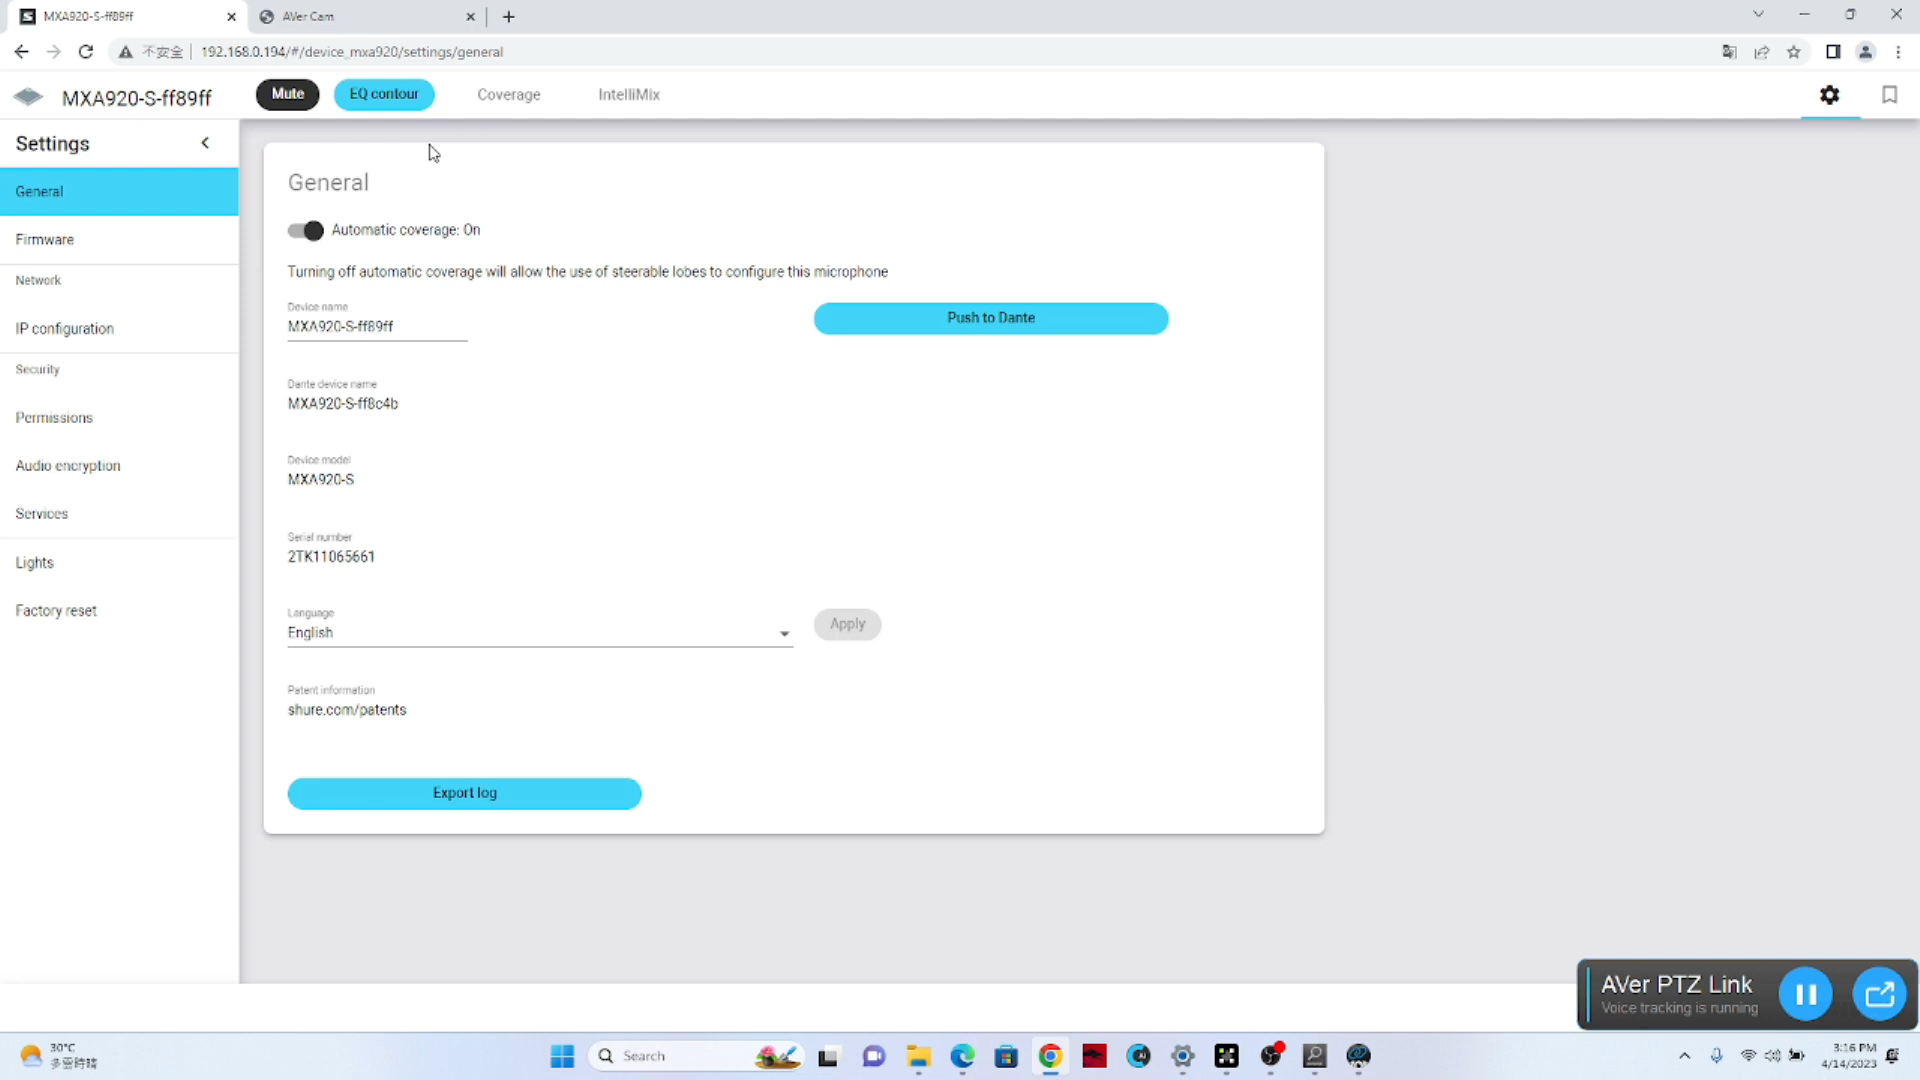 MXA920-S-ff89ff
AVer Cam
不安全
192.168.0.194/#/device_mxa920/settings/general
MXA920-S-ff89ff
Mute
EQ contour
Coverage
IntelliMix
Settings
General
Firmware
Network
IP configuration
Security
Permissions
Audio encryption
Services
Lights
Factory reset
General
Automatic coverage: On
Turning off automatic coverage will allow the use of steerable lobes to configure this microphone
Device name
MXA920-S-ff89ff
Push to Dante
Dante device name
MXA920-S-ff8c4b
Device model
MXA920-S
Serial number
2TK11065661
Language
English
Apply
Patent information
shure.com/patents
Export log
AVer PTZ Link
Voice tracking is running
30°C
多雲時晴
Search
3:16 PM
4/14/2023